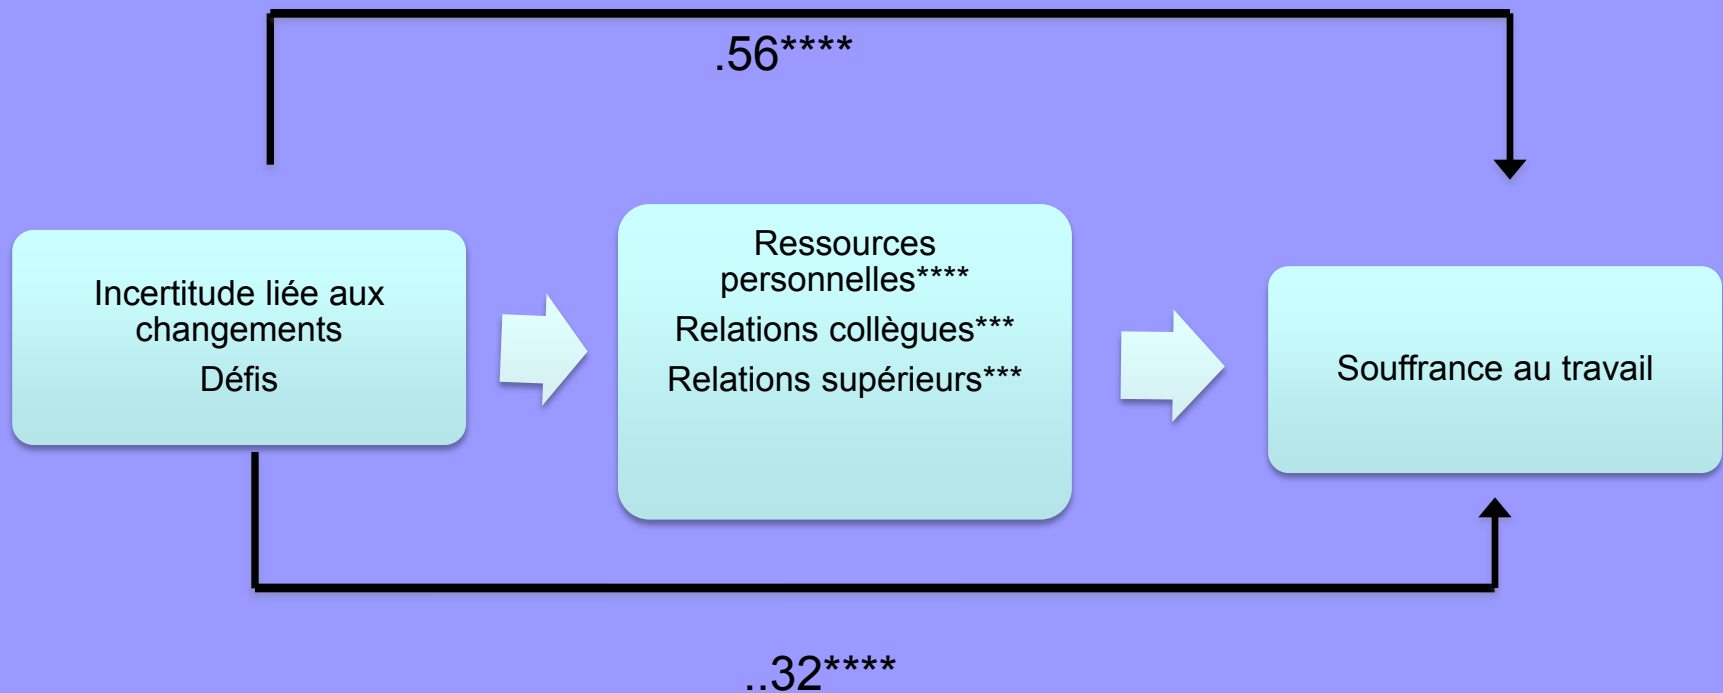 .56****
Incertitude liée aux
changements
Défis
Ressources
personnelles****
Relations collègues***
Relations supérieurs***
Souffrance au travail
..32****